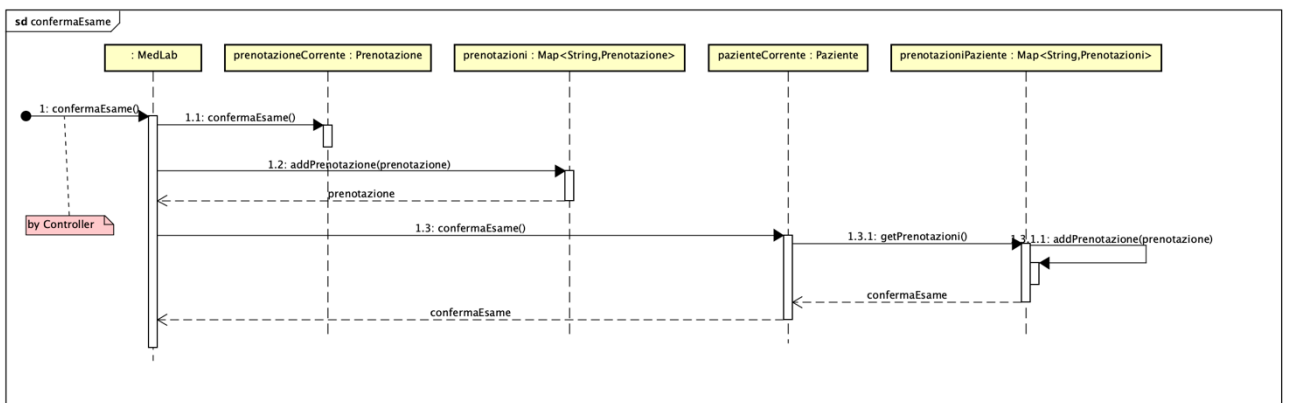 sd confermaEsame
: MedLab
prenotazioneCorrente : Prenotazione
prenotazioni : Map<String,Prenotazione>
pazienteCorrente : Paziente
prenotazioniPaziente : Map<String,Prenotazioni>
1: confermaEsame()
1.1: confermaEsame()
1.2: addPrenotazione(prenotazione)
prenotazione
by Controller
1.3: confermaEsame()
1.3.1: getPrenotazioni()
1.3.1.1: addPrenotazione(prenotazione)
confermaEsame
confermaEsame